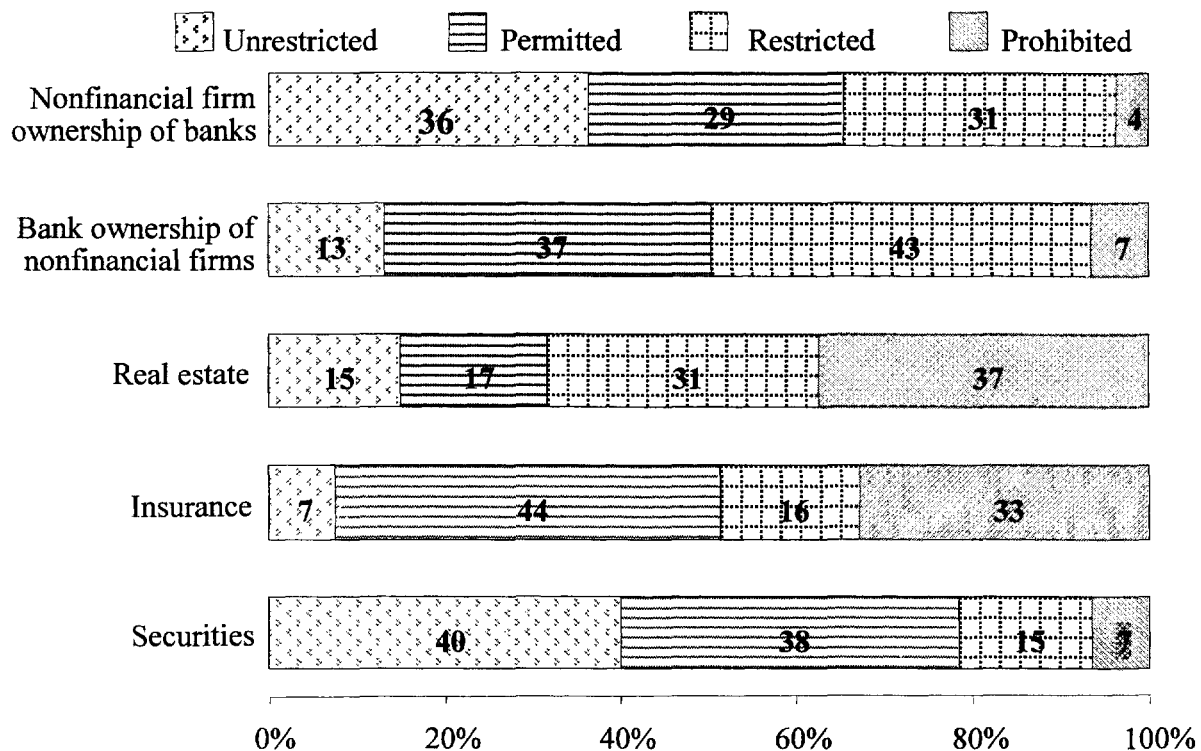 Unrestricted Permitted Restricted Prohibited
Nonfinancial firm
ownership of banks
36 29 31 4
Bank ownership of
nonfinancial firms
13 37 43 7
Real estate
15 17 31 37
Insurance
7 44 16 33
Securities
40 38 15 7
0% 20% 40% 60% 80% 100%